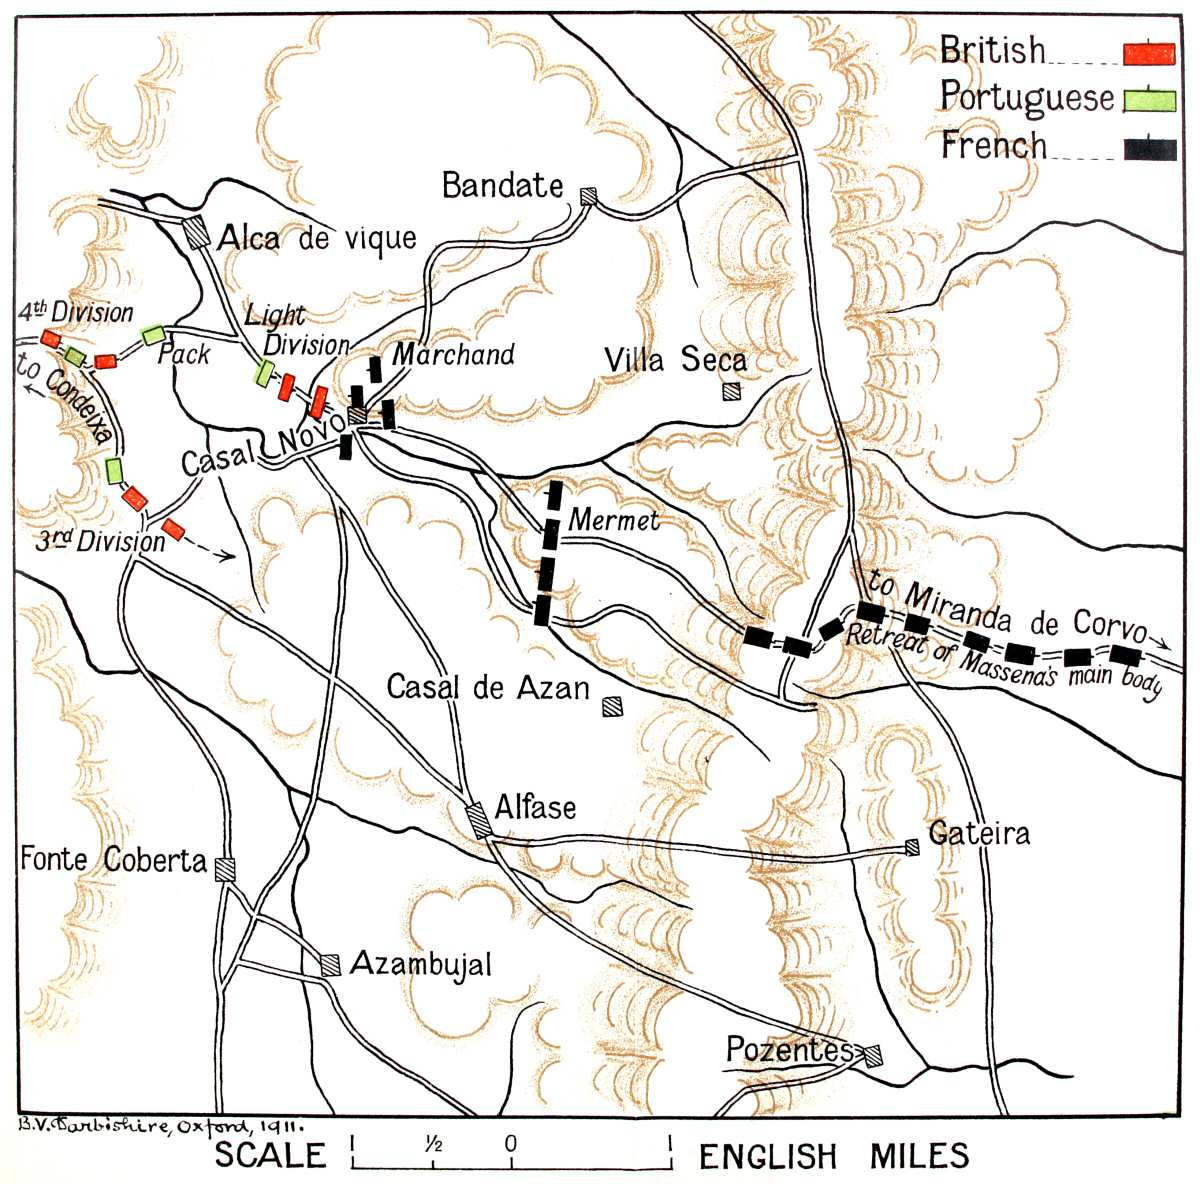 British
Portuguese
French
Bandate
Alca de vique
4th Division
Light
Division
Pack
Marchand
to Condeixa
Villa Seca
Casal Novo
Mermet
3rd Division
to Miranda de Corvo
Retreat of Massena's main body
Casal de Azan
Alfase
Gateira
Fonte Coberta
Azambujal
Pozentes
B.V. Darbishire, Oxford, 1911.
SCALE 1 ½ 0 1 ENGLISH MILES